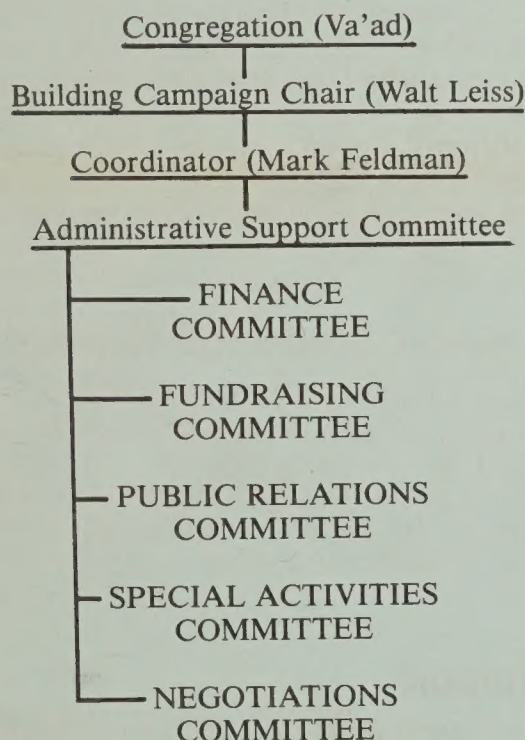 Congregation (Va'ad)
Building Campaign Chair (Walt Leiss)
Coordinator (Mark Feldman)
Administrative Support Committee
FINANCE
COMMITTEE
FUNDRAISING
COMMITTEE
PUBLIC RELATIONS
COMMITTEE
SPECIAL ACTIVITIES
COMMITTEE
NEGOTIATIONS
COMMITTEE